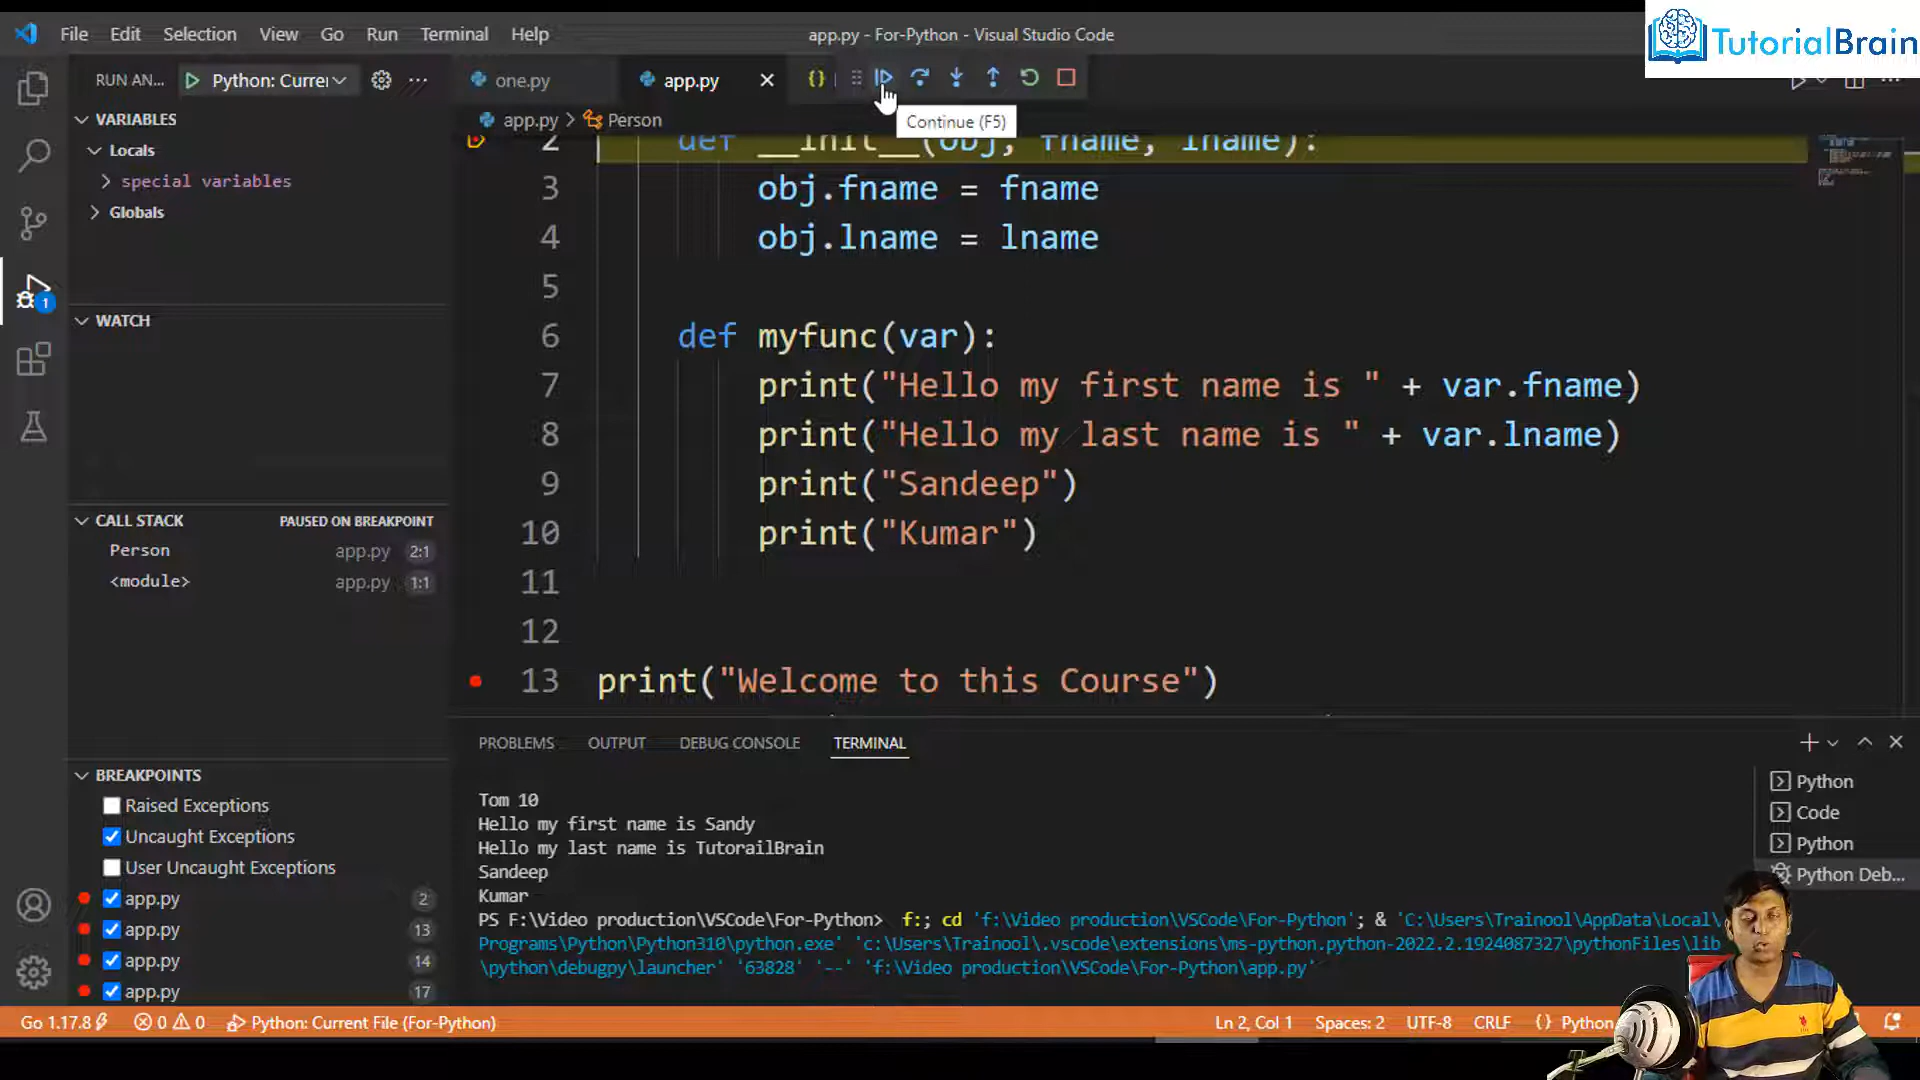 File Edit Selection View Go Run Terminal Help
app.py - For-Python - Visual Studio Code
TutorialBrain
RUN AN... Python: Currel
one.py
app.py
Continue (F5)
app.py > Person
VARIABLES
Locals
special variables
Globals
WATCH
CALL STACK PAUSED ON BREAKPOINT
Person app.py 2:1
<module> app.py 1:1
BREAKPOINTS
Raised Exceptions
Uncaught Exceptions
User Uncaught Exceptions
app.py 2
app.py 13
app.py 14
app.py 17
2 def __init__(obj, fname, lname):
3 obj.fname = fname
4 obj.lname = lname
5
6 def myfunc(var):
7 print("Hello my first name is " + var.fname)
8 print("Hello my last name is " + var.lname)
9 print("Sandeep")
10 print("Kumar")
11
12
13 print("Welcome to this Course")
PROBLEMS OUTPUT DEBUG CONSOLE TERMINAL
Tom 10
Hello my first name is Sandy
Hello my last name is TutorailBrain
Sandeep
Kumar
PS F:\Video production\VSCode\For-Python> f:; cd 'f:\Video production\VSCode\For-Python'; & 'C:\Users\Trainool\AppData\Local\
Programs\Python\Python310\python.exe' 'c:\Users\Trainool\.vscode\extensions\ms-python.python-2022.2.1924087327\pythonFiles\lib
\python\debugpy\launcher' '63828' '--' 'f:\Video production\VSCode\For-Python\app.py'
Python
Code
Python
Python Deb...
1
Go 1.17.8 0 0 Python: Current File (For-Python)
Ln 2, Col 1 Spaces: 2 UTF-8 CRLF {} Python